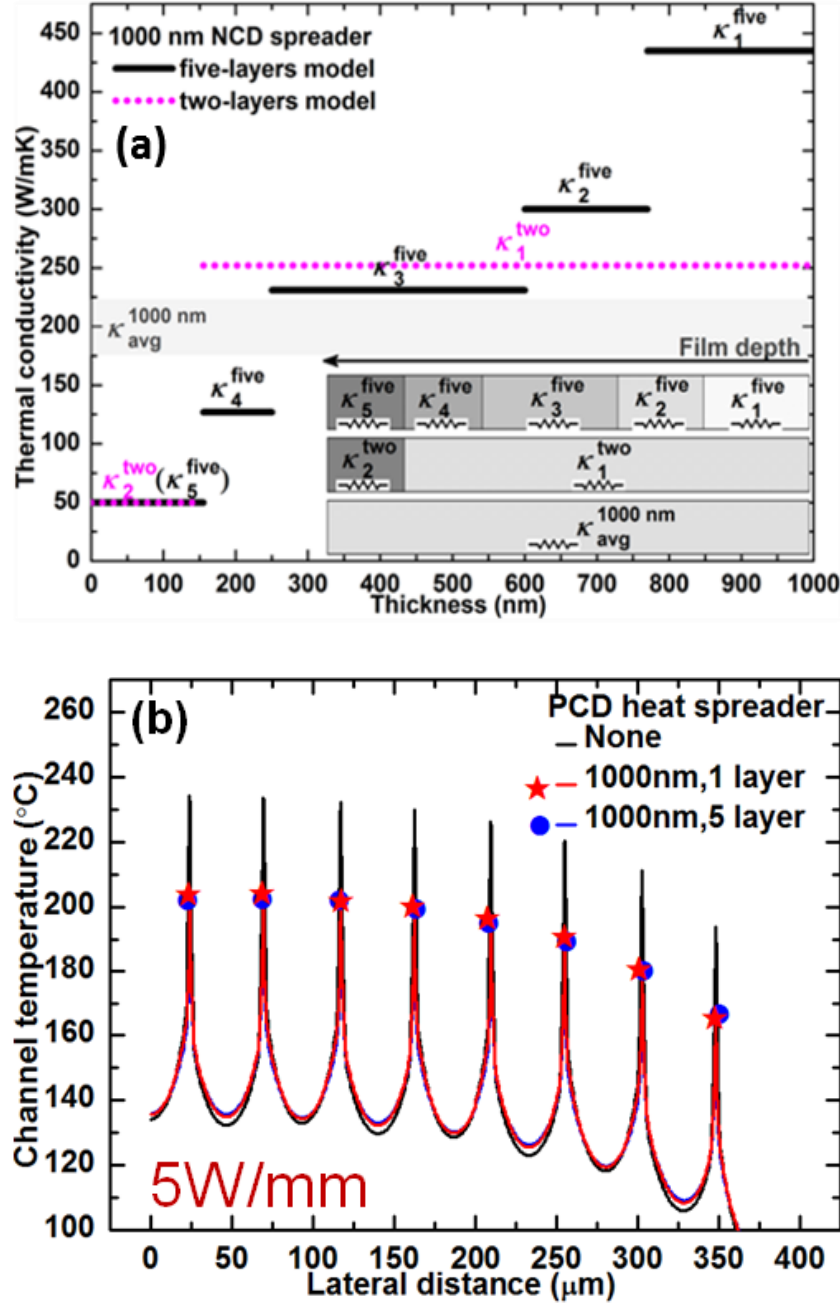 450
400
350
300
250
200
150
100
50
0
Thermal conductivity (W/mK)
1000 nm NCD spreader
five-layers model
two-layers model
(a)
κ1five
κ2five
κ1two
κ3five
κavg1000 nm
κ4five
κ2two(κ5five)
Film depth
κ5five κ4five κ3five κ2five κ1five
κ2two κ1two
κavg1000 nm
0 100 200 300 400 500 600 700 800 900 1000
Thickness (nm)
(b)
260
240
220
200
180
160
140
120
100
Channel temperature (°C)
PCD heat spreader
None
1000nm,1 layer
1000nm,5 layer
5W/mm
0 50 100 150 200 250 300 350 400
Lateral distance (μm)